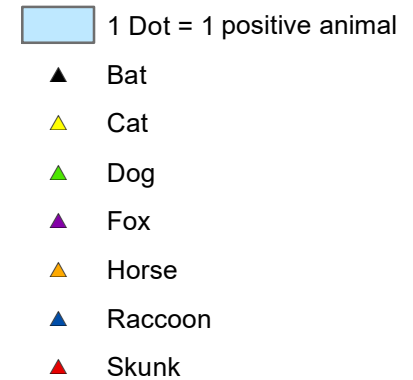 1 Dot = 1 positive animal
Bat
Cat
Dog
Fox
Horse
Raccoon
Skunk